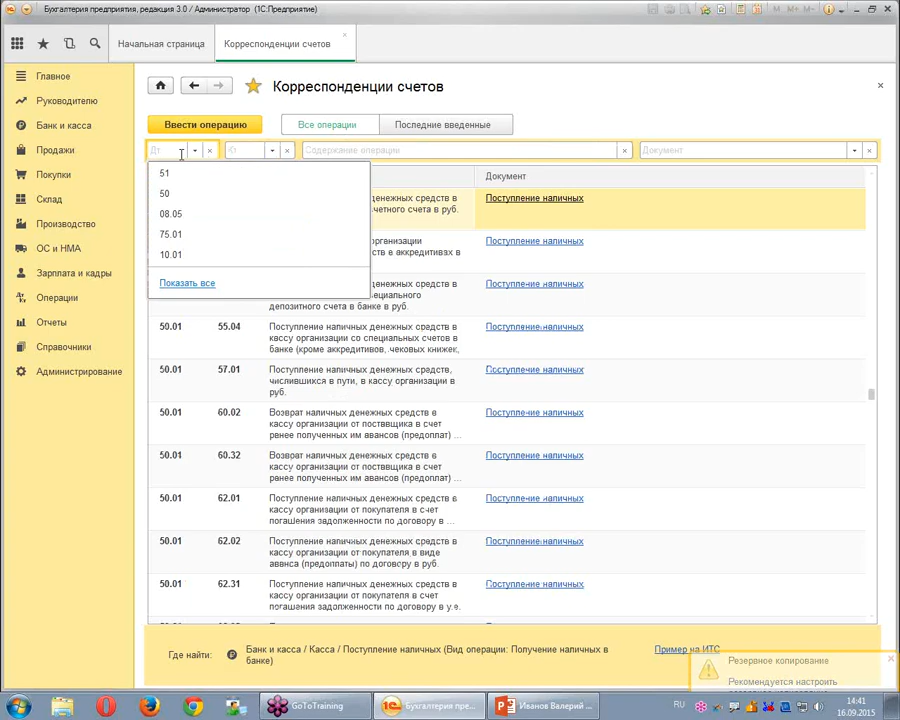 Бухгалтерия предприятия, редакция 3.0 / Администратор (1С:Предприятие)
M M+ M-
Начальная страница
Корреспонденции счетов
Главное
Руководителю
Банк и касса
Продажи
Покупки
Склад
Производство
ОС и НМА
Зарплата и кадры
Операции
Отчеты
Справочники
Администрирование
Корреспонденции счетов
Ввести операцию
Все операции
Последние введенные
Дт
Кт
Содержание операции
Документ
51
50
08.05
75.01
10.01
Показать все
Документ
денежных средств в
четного счета в руб.
Поступление наличных
организации
ств в аккредитивах в
Поступление наличных
денежных средств в
специального
депозитного счета в банке в руб.
Поступление наличных
50.01 55.04 Поступление наличных денежных средств в
кассу организации со специальных счетов в
банке (кроме аккредитивов, чековых книжек,
Поступление наличных
50.01 57.01 Поступление наличных денежных средств,
числившихся в пути, в кассу организации в
руб.
Поступление наличных
50.01 60.02 Возврат наличных денежных средств в
кассу организации от поставщика в счет
ранее полученных им авансов (предоплат) ...
Поступление наличных
50.01 60.32 Возврат наличных денежных средств в
кассу организации от поставщика в счет
ранее полученных им авансов (предоплат) ...
Поступление наличных
50.01 62.01 Поступление наличных денежных средств в
кассу организации от покупателя в счет
погашения задолженности по договору в ...
Поступление наличных
50.01 62.02 Поступление наличных денежных средств в
кассу организации от покупателя в виде
аванса (предоплаты) по договору в руб.
Поступление наличных
50.01 62.31 Поступление наличных денежных средств в
кассу организации от покупателя в счет
погашения задолженности по договору в у.е.
Поступление наличных
Где найти:
Банк и касса / Касса / Поступление наличных (Вид операции: Получение наличных в
банке)
Пример на ИТС
Резервное копирование
Рекомендуется настроить
GoToTraining
Бухгалтерия пре...
Иванов Валерий ...
RU
14:41
16.09.2015